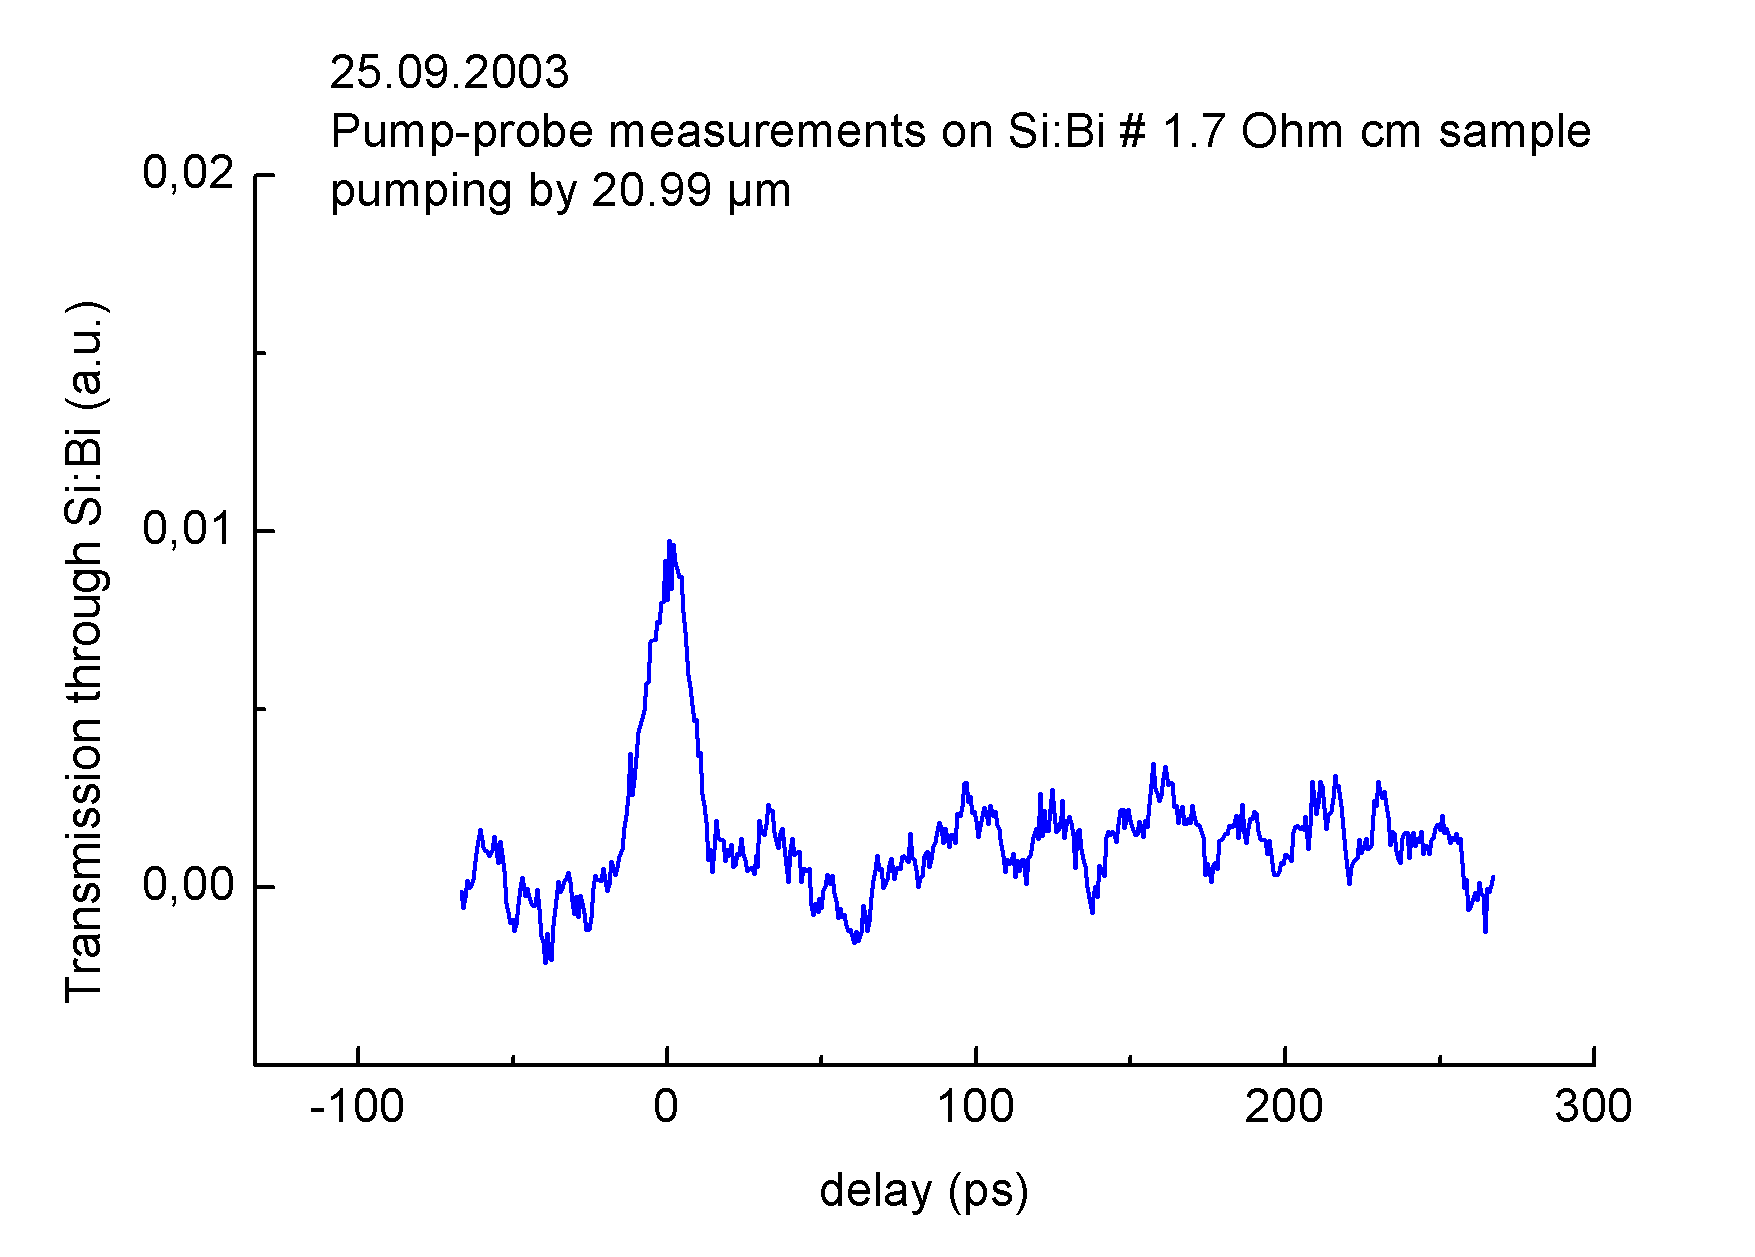 25.09.2003
Pump-probe measurements on Si:Bi # 1.7 Ohm cm sample
pumping by 20.99 µm
0,02
0,01
0,00
Transmission through Si:Bi (a.u.)
-100 0 100 200 300
delay (ps)